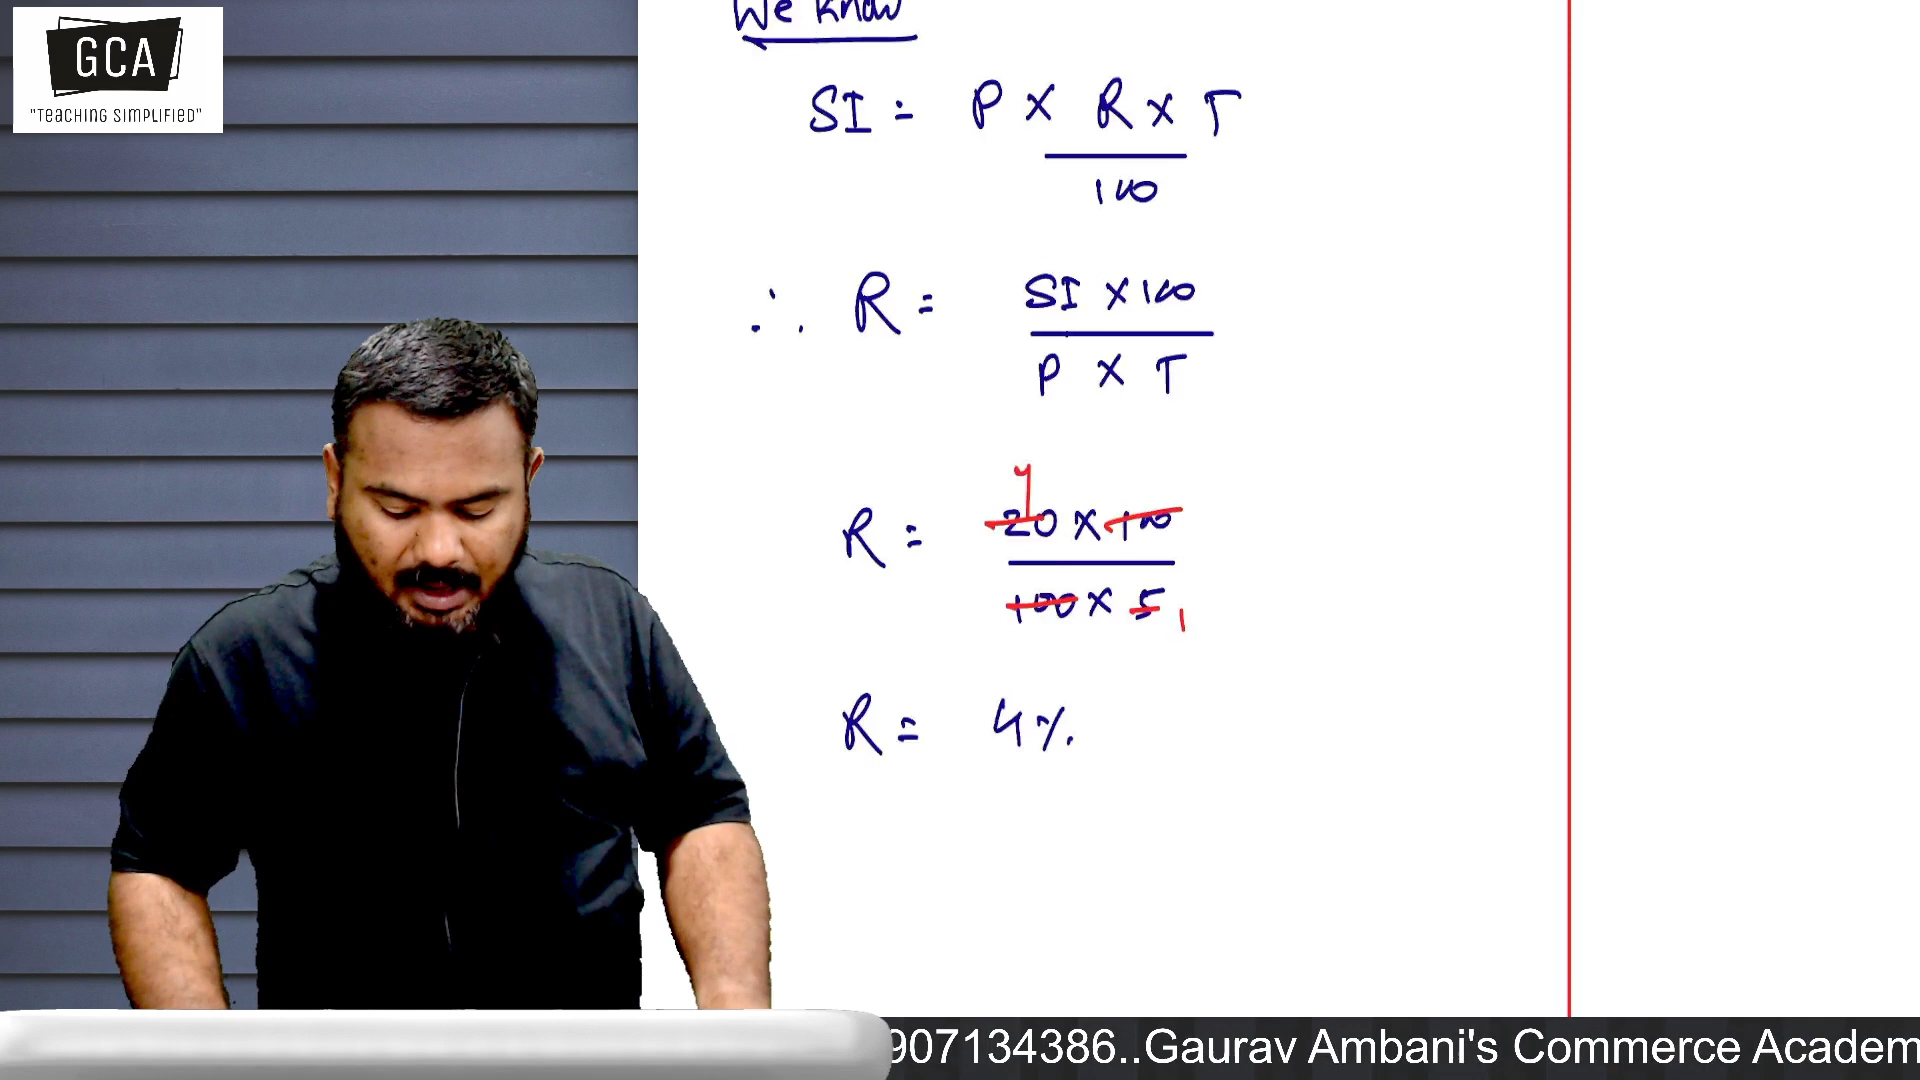 GCA
"Teaching Simplified"
We know
SI = P × R × T
100
∴ R = SI × 100
P × T
4
R = 20 × 100
100 × 5 1
R = 4%
907134386..Gaurav Ambani's Commerce Academ